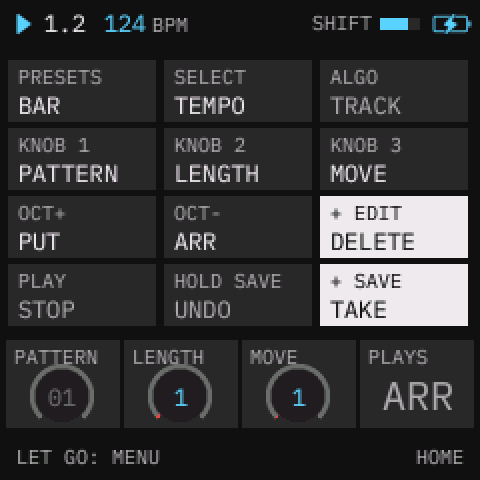 1.2 124 BPM SHIFT
PRESETS SELECT ALGO
BAR TEMPO TRACK
KNOB 1 KNOB 2 KNOB 3
PATTERN LENGTH MOVE
OCT+ OCT- + EDIT
PUT ARR DELETE
PLAY HOLD SAVE + SAVE
STOP UNDO TAKE
PATTERN LENGTH MOVE PLAYS
01 1 1 ARR
LET GO: MENU HOME